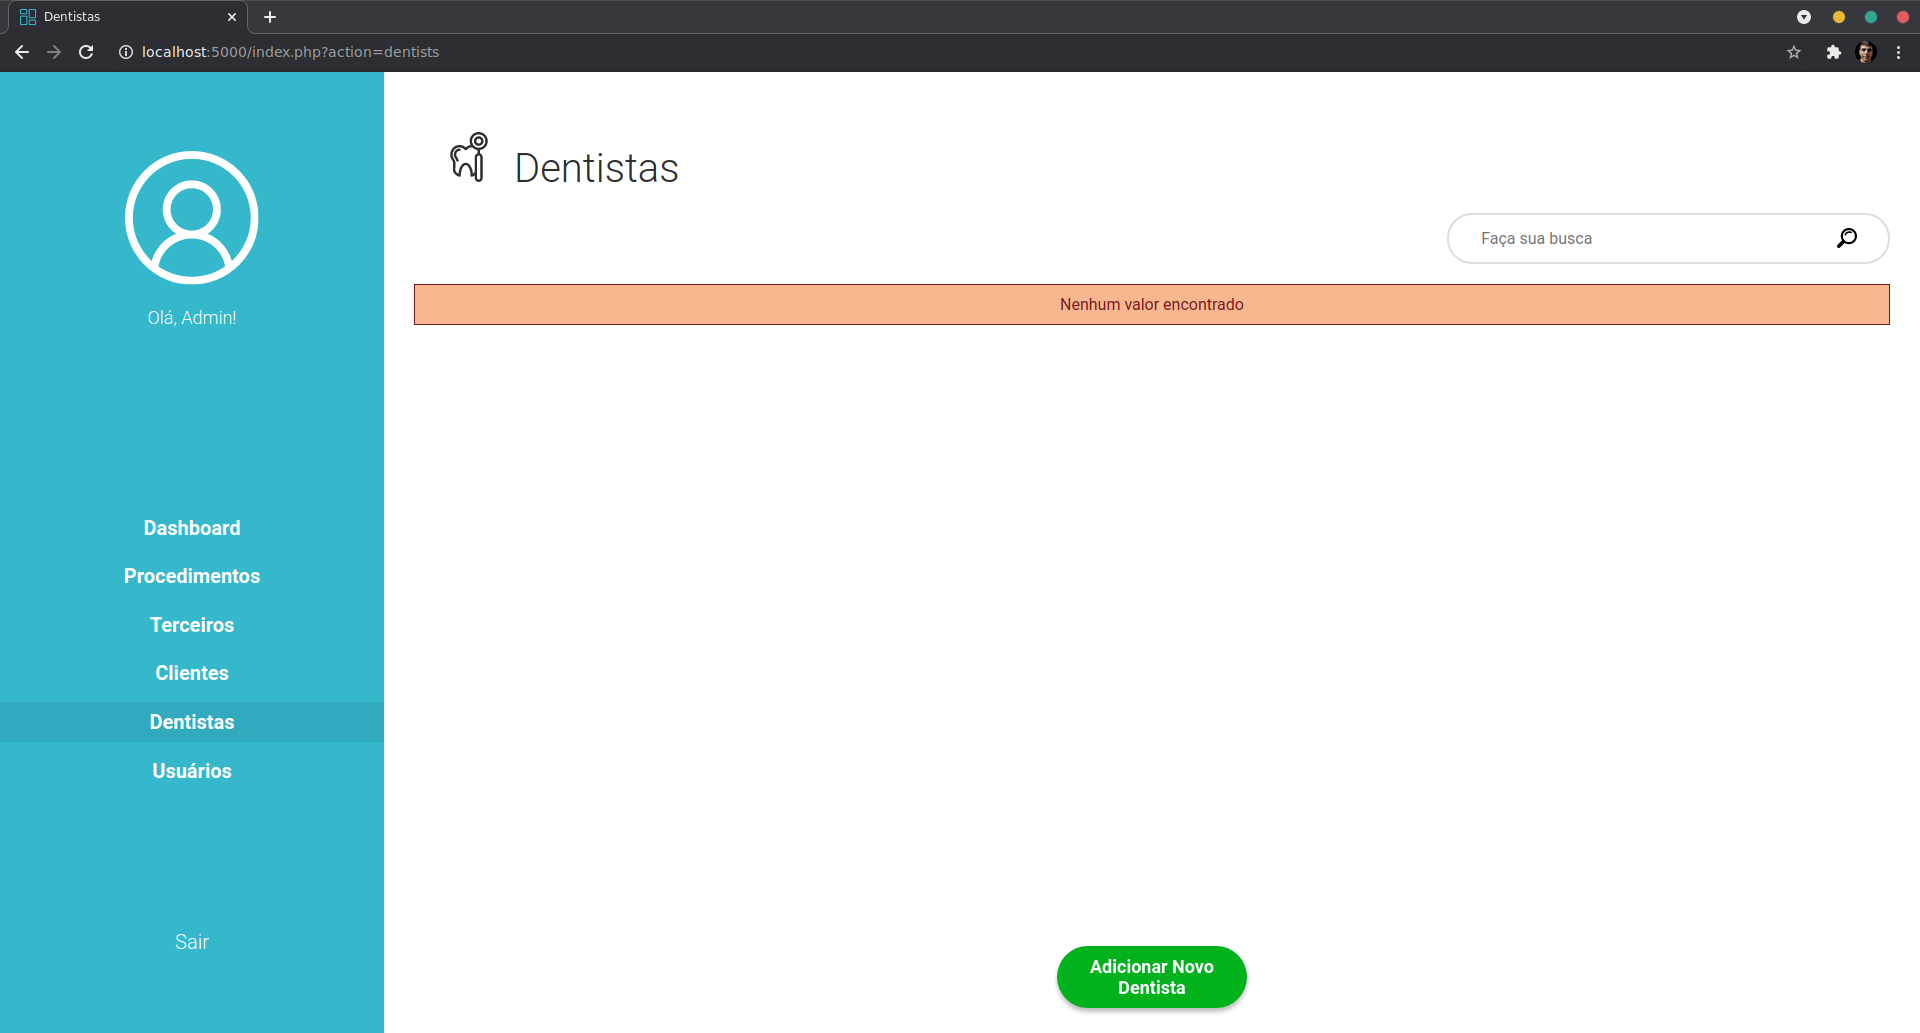 Dentistas
localhost:5000/index.php?action=dentists
Olá, Admin!
Dashboard
Procedimentos
Terceiros
Clientes
Dentistas
Usuários
Sair
Dentistas
Faça sua busca
Nenhum valor encontrado
Adicionar Novo
Dentista